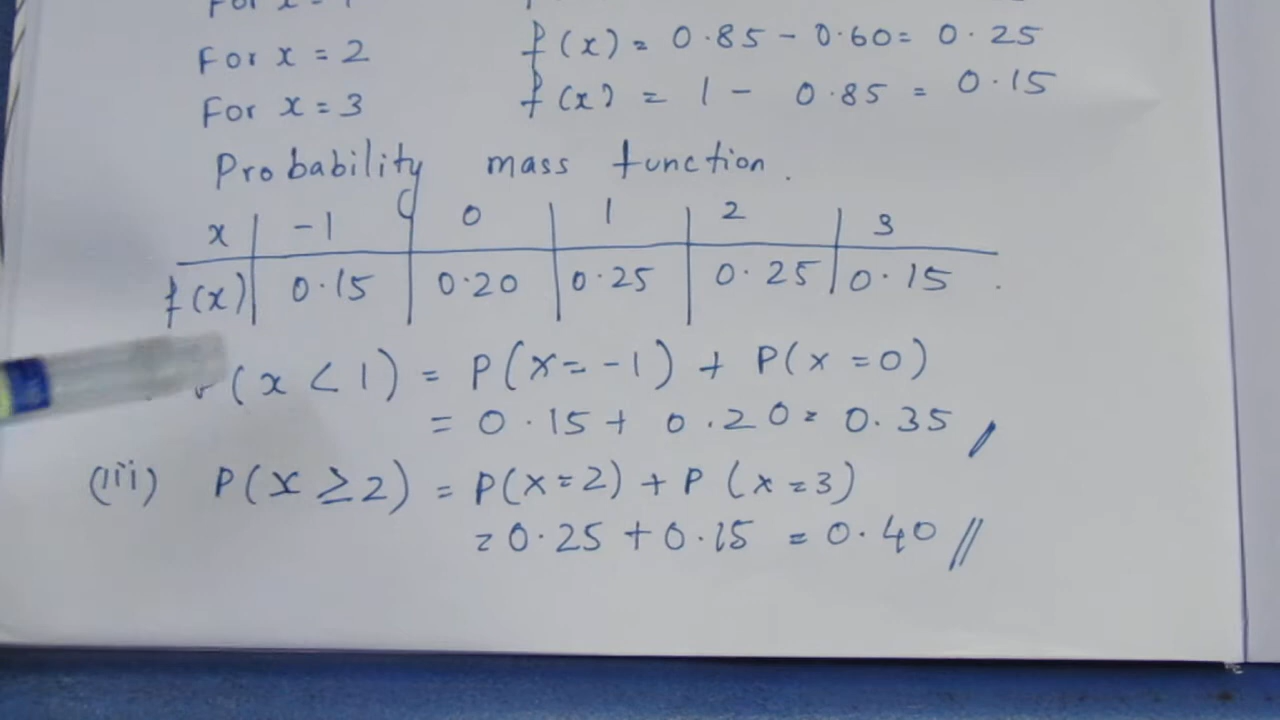 For x = 1
For x = 2 f(x) = 0.85 - 0.60 = 0.25
For x = 3 f(x) = 1 - 0.85 = 0.15
Probability mass function.
x -1 0 1 2 3
f(x) 0.15 0.20 0.25 0.25 0.15
(x < 1) = P(x = -1) + P(x = 0)
= 0.15 + 0.20 = 0.35
(iii) P(x ≥ 2) = P(x = 2) + P(x = 3)
= 0.25 + 0.15 = 0.40 //